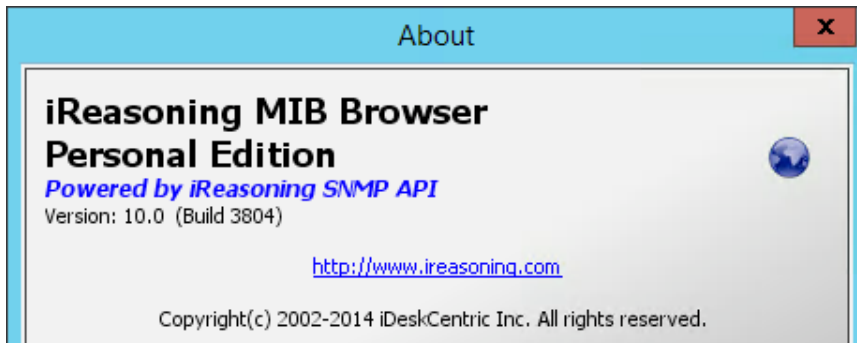 About
x
iReasoning MIB Browser
Personal Edition
Powered by iReasoning SNMP API
Version: 10.0 (Build 3804)
http://www.ireasoning.com
Copyright(c) 2002-2014 iDeskCentric Inc. All rights reserved.